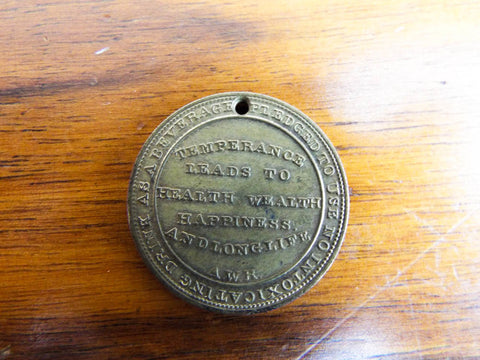 PLEDGED TO USE NO INTOXICATING DRINK AS A BEVERAGE
TEMPERANCE
LEADS TO
HEALTH WEALTH
HAPPINESS
AND LONG LIFE
A.W.R.